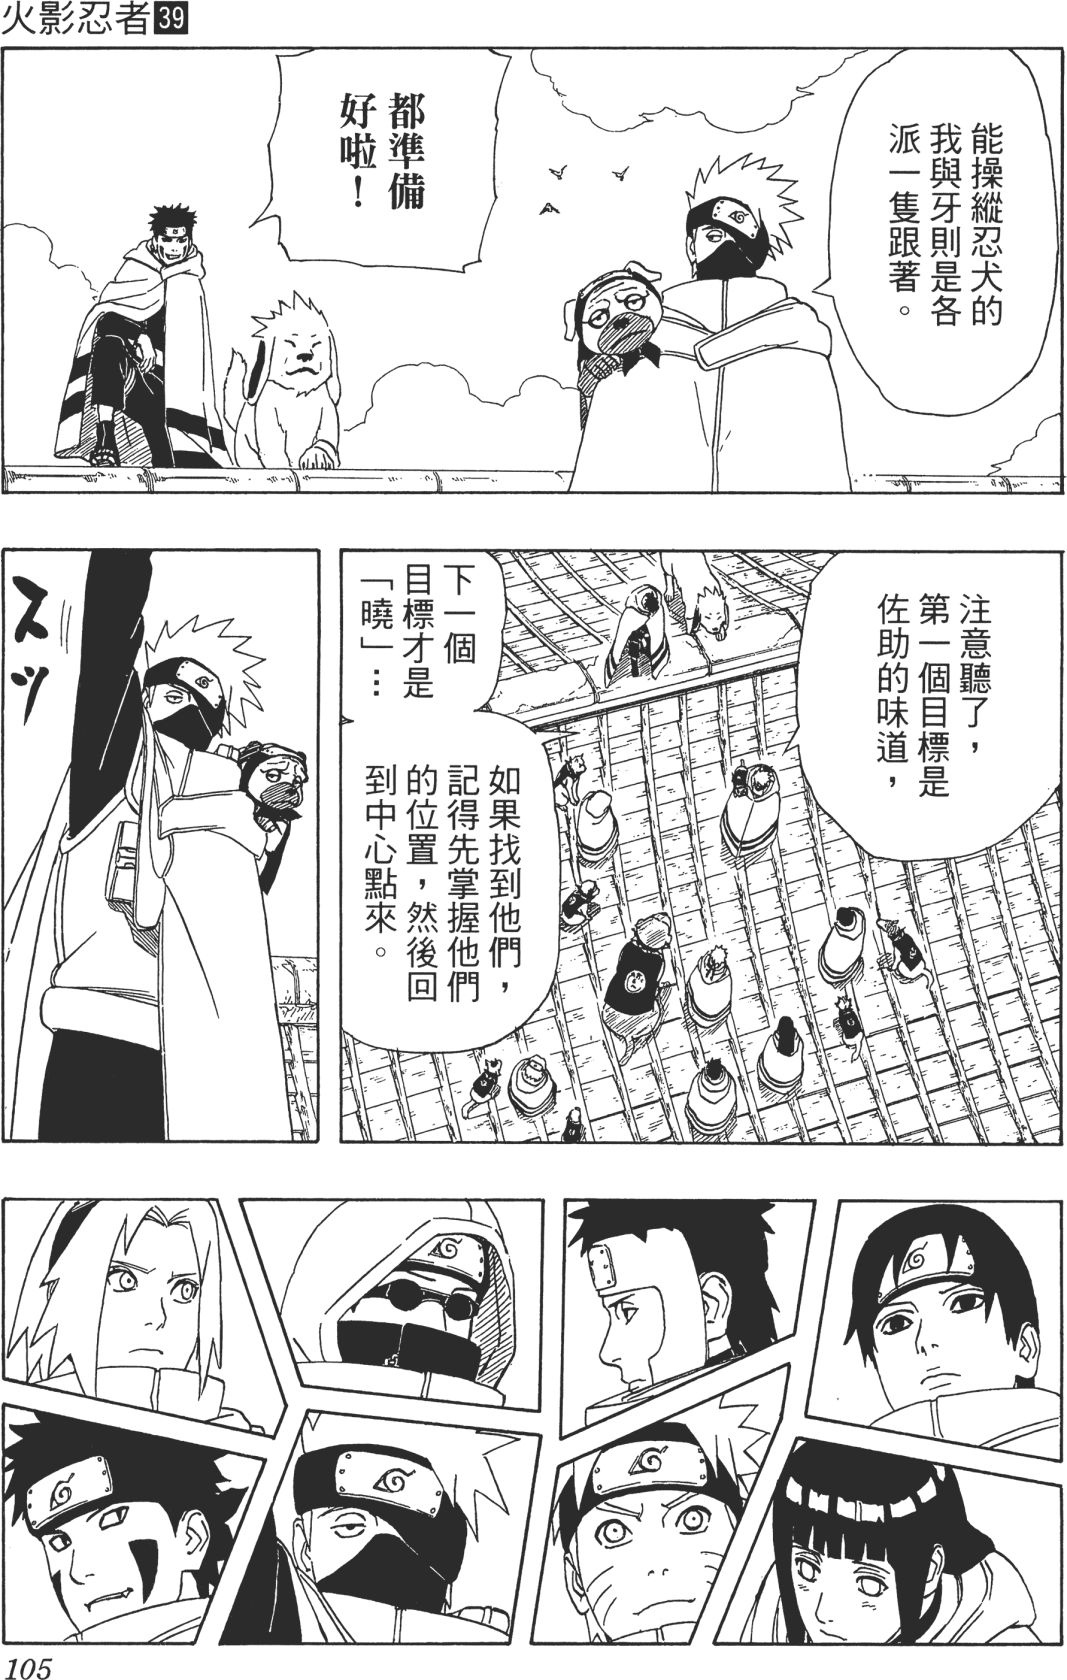 火影忍者39
能操縱忍犬的
我與牙則是各
派一隻跟著。
都準備
好啦！
注意聽了，
第一個目標是
佐助的味道，
下一個
目標才是
「曉」…
如果找到他們，
記得先掌握他們
的位置，然後回
到中心點來。
スッ
105